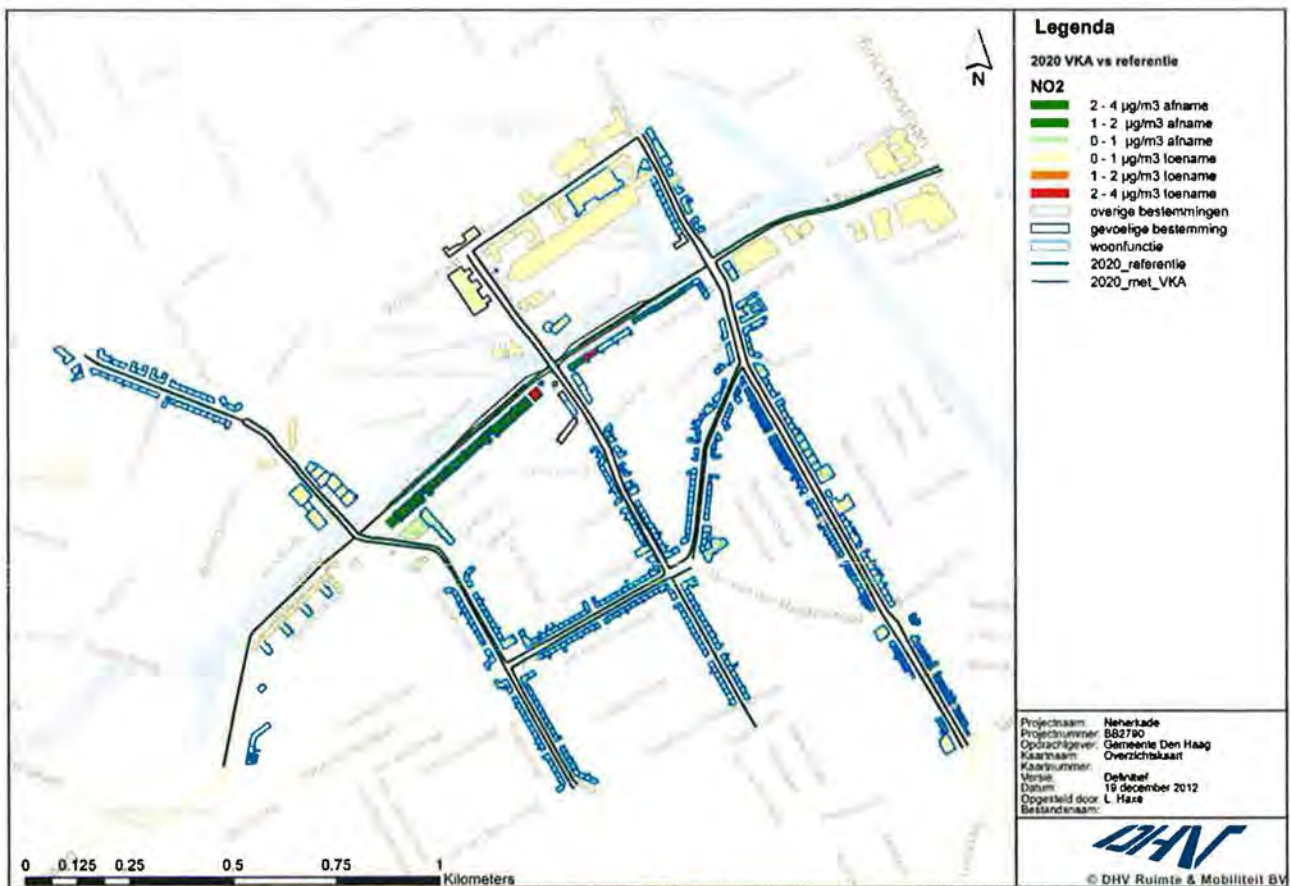 Legenda
2020 VKA vs referentie
NO2
2 - 4 µg/m3 afname
1 - 2 µg/m3 afname
0 - 1 µg/m3 afname
0 - 1 µg/m3 toename
1 - 2 µg/m3 toename
2 - 4 µg/m3 toename
overige bestemmingen
gevoelige bestemming
woonfunctie
2020_referentie
2020_met_VKA
N
Projectnaam: Neherkade
Projectnummer: BB2790
Opdrachtgever: Gemeente Den Haag
Kaartnaam: Overzichtskaart
Kaartnummer:
Versie: Definitief
Datum: 19 december 2012
Opgesteld door: L. Haxe
Bestandsnaam:
DHV
© DHV Ruimte & Mobiliteit BV
0 0.125 0.25 0.5 0.75 1
Kilometers